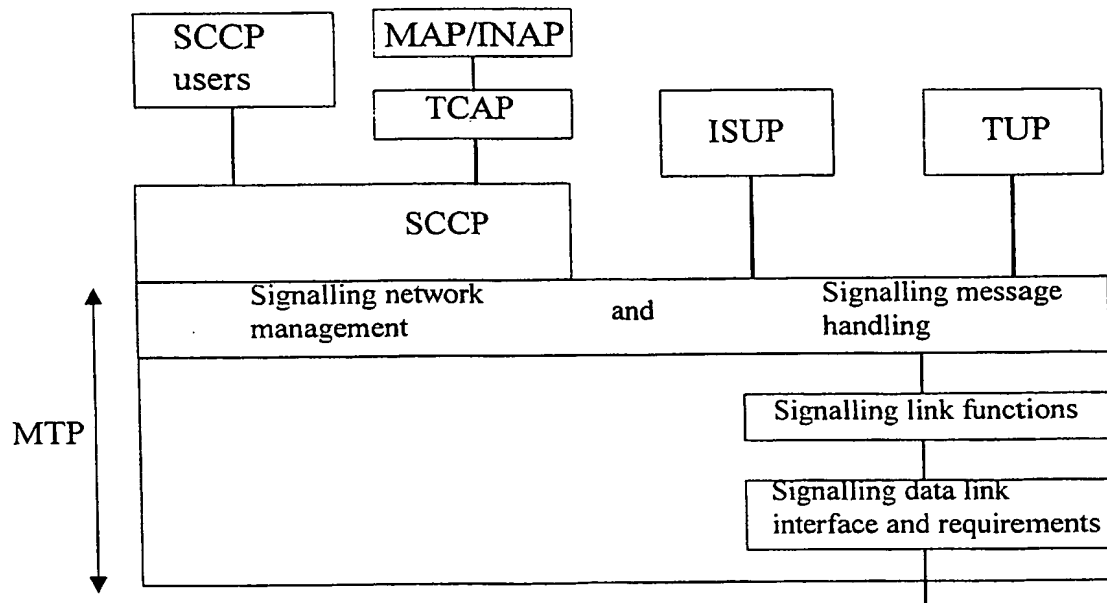 SCCP
users
MAP/INAP
TCAP
ISUP
TUP
SCCP
Signalling network
management
and
Signalling message
handling
MTP
Signalling link functions
Signalling data link
interface and requirements